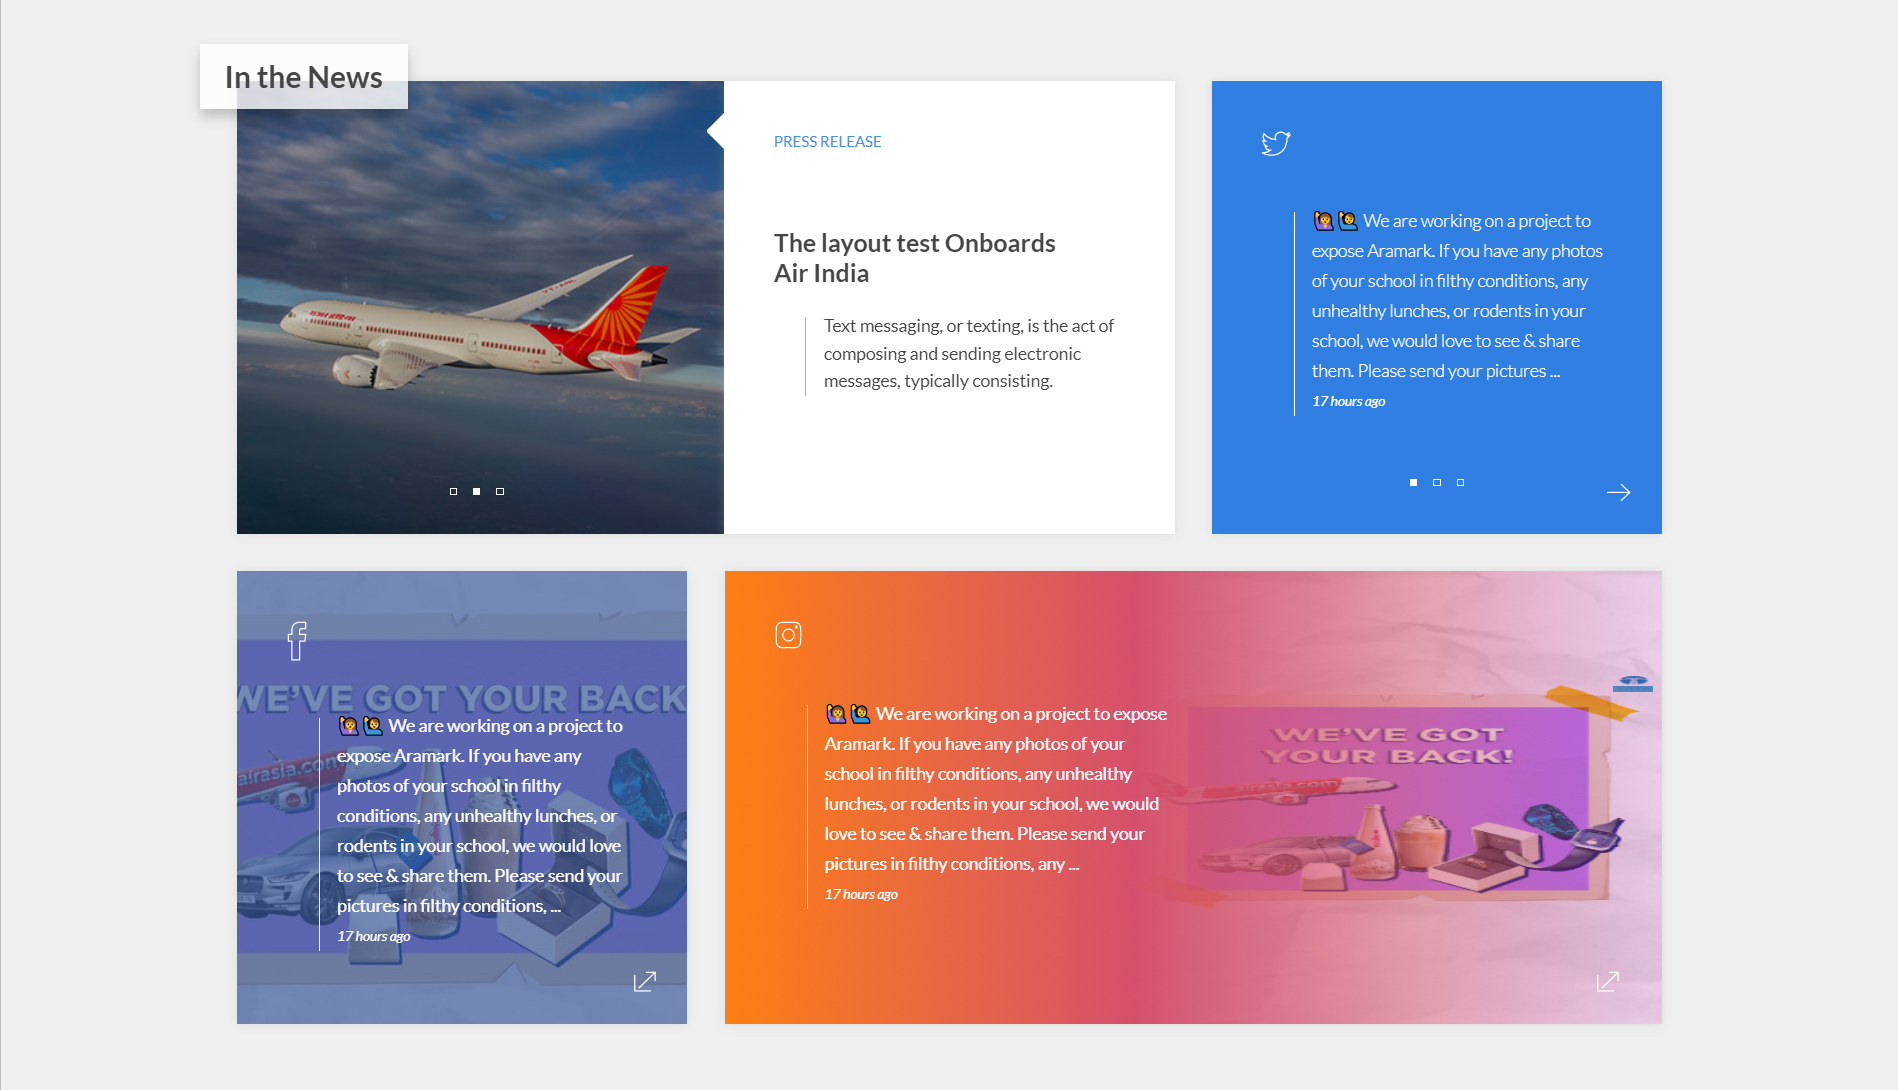 In the News
PRESS RELEASE
The layout test Onboards
Air India
Text messaging, or texting, is the act of
composing and sending electronic
messages, typically consisting.
🙋🏽‍♀️🙋‍♂️ We are working on a project to
expose Aramark. If you have any photos
of your school in filthy conditions, any
unhealthy lunches, or rodents in your
school, we would love to see & share
them. Please send your pictures ...
17 hours ago
WE'VE GOT YOUR BACK
airasia.com
🙋🏽‍♀️🙋‍♂️ We are working on a project to
expose Aramark. If you have any
photos of your school in filthy
conditions, any unhealthy lunches, or
rodents in your school, we would love
to see & share them. Please send your
pictures in filthy conditions, ...
17 hours ago
🙋🏽‍♀️🙋‍♂️ We are working on a project to expose
Aramark. If you have any photos of your
school in filthy conditions, any unhealthy
lunches, or rodents in your school, we would
love to see & share them. Please send your
pictures in filthy conditions, any ...
17 hours ago
WE'VE GOT
YOUR BACK!
airasia.com